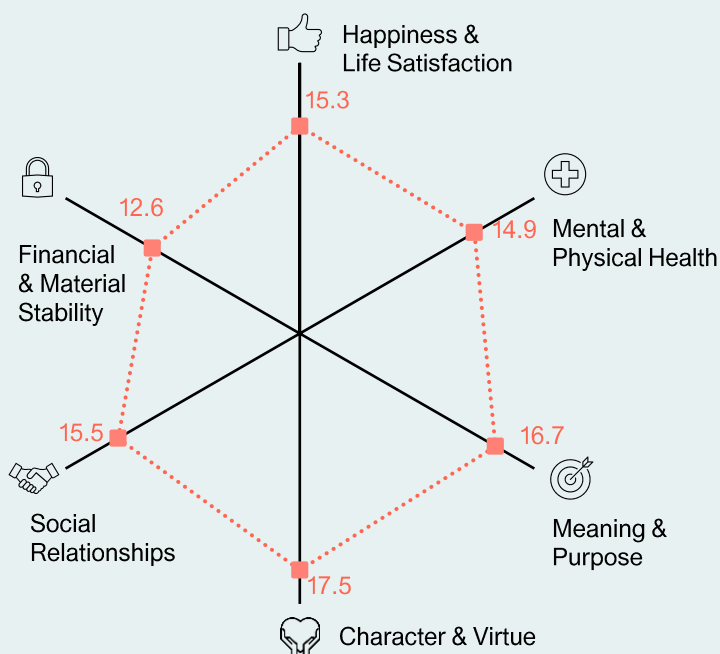 Happiness &
Life Satisfaction
15.3
12.6
14.9
Mental &
Physical Health
Financial
& Material
Stability
15.5
16.7
Social
Relationships
Meaning &
Purpose
17.5
Character & Virtue